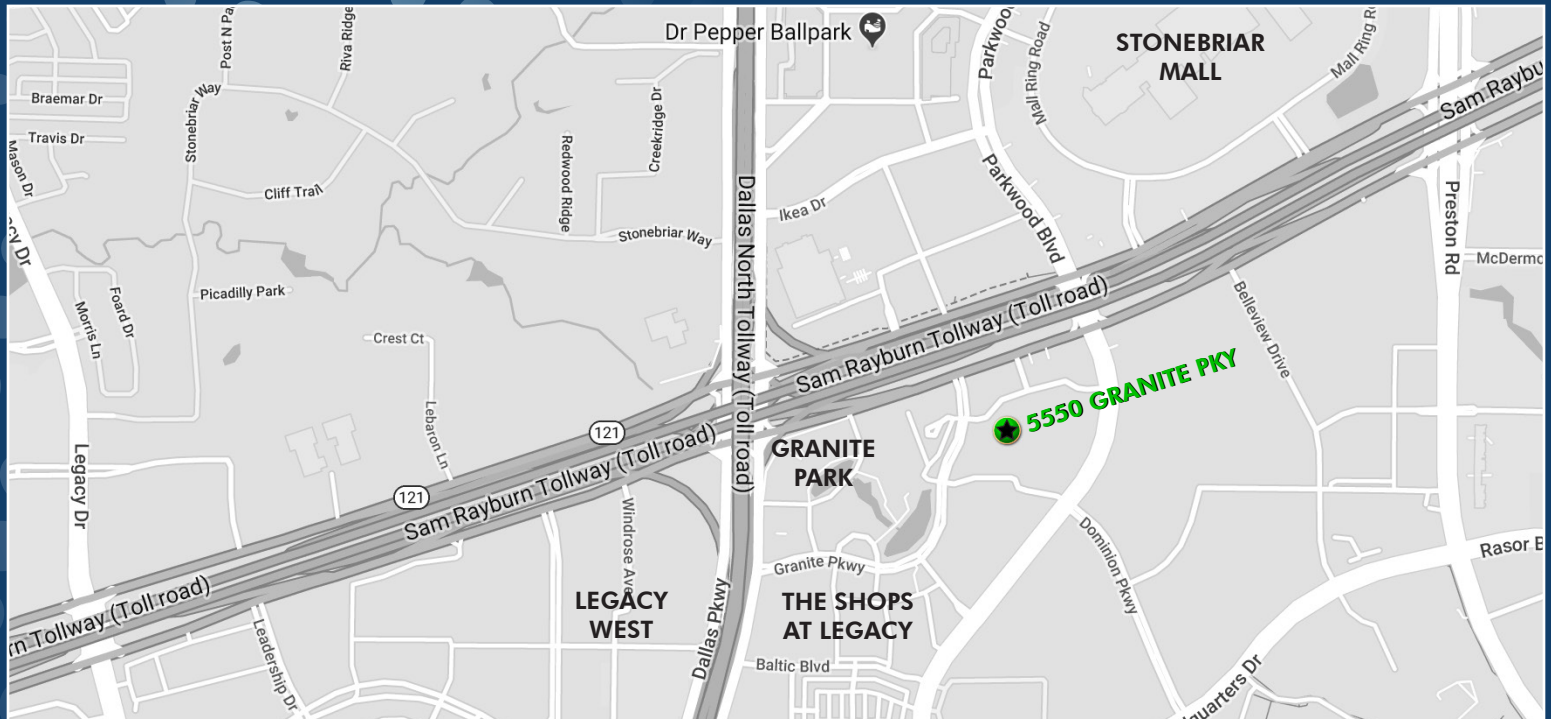 Post N Pa
Riva Ridge
Dr Pepper Ballpark
Parkwoo
Mall Ring Road
STONEBRIAR
MALL
Mall Ring R
Sam Raybu
Braemar Dr
Stonebriar Way
Travis Dr
Mason Dr
Creekridge Dr
Redwood Ridge
Cliff Trail
Ikea Dr
Dallas North Tollway (Toll road)
Parkwood Blvd
Preston Rd
cy Dr
Stonebriar Way
McDermo
Picadilly Park
Foard Dr
Morris Ln
Belleview Drive
Sam Rayburn Tollway (Toll road)
Crest Ct
5550 GRANITE PKY
Lebaron Ln
121
GRANITE
PARK
Legacy Dr
121
Sam Rayburn Tollway (Toll road)
Windrose Ave
Dominion Pkwy
Rasor B
Granite Pkwy
rn Tollway (Toll road)
LEGACY
WEST
THE SHOPS
AT LEGACY
Dallas Pkwy
Leadership Dr
Baltic Blvd
quarters Dr